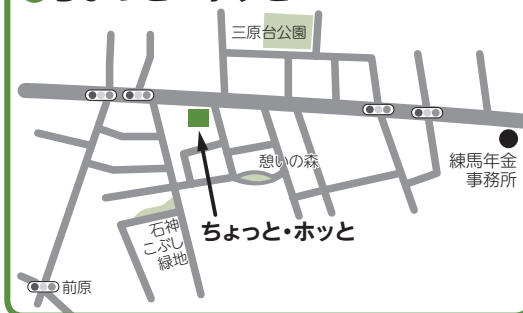 三原台公園
練馬年金
事務所
憩いの森
ちょっと・ホッと
石神
こぶし
緑地
前原